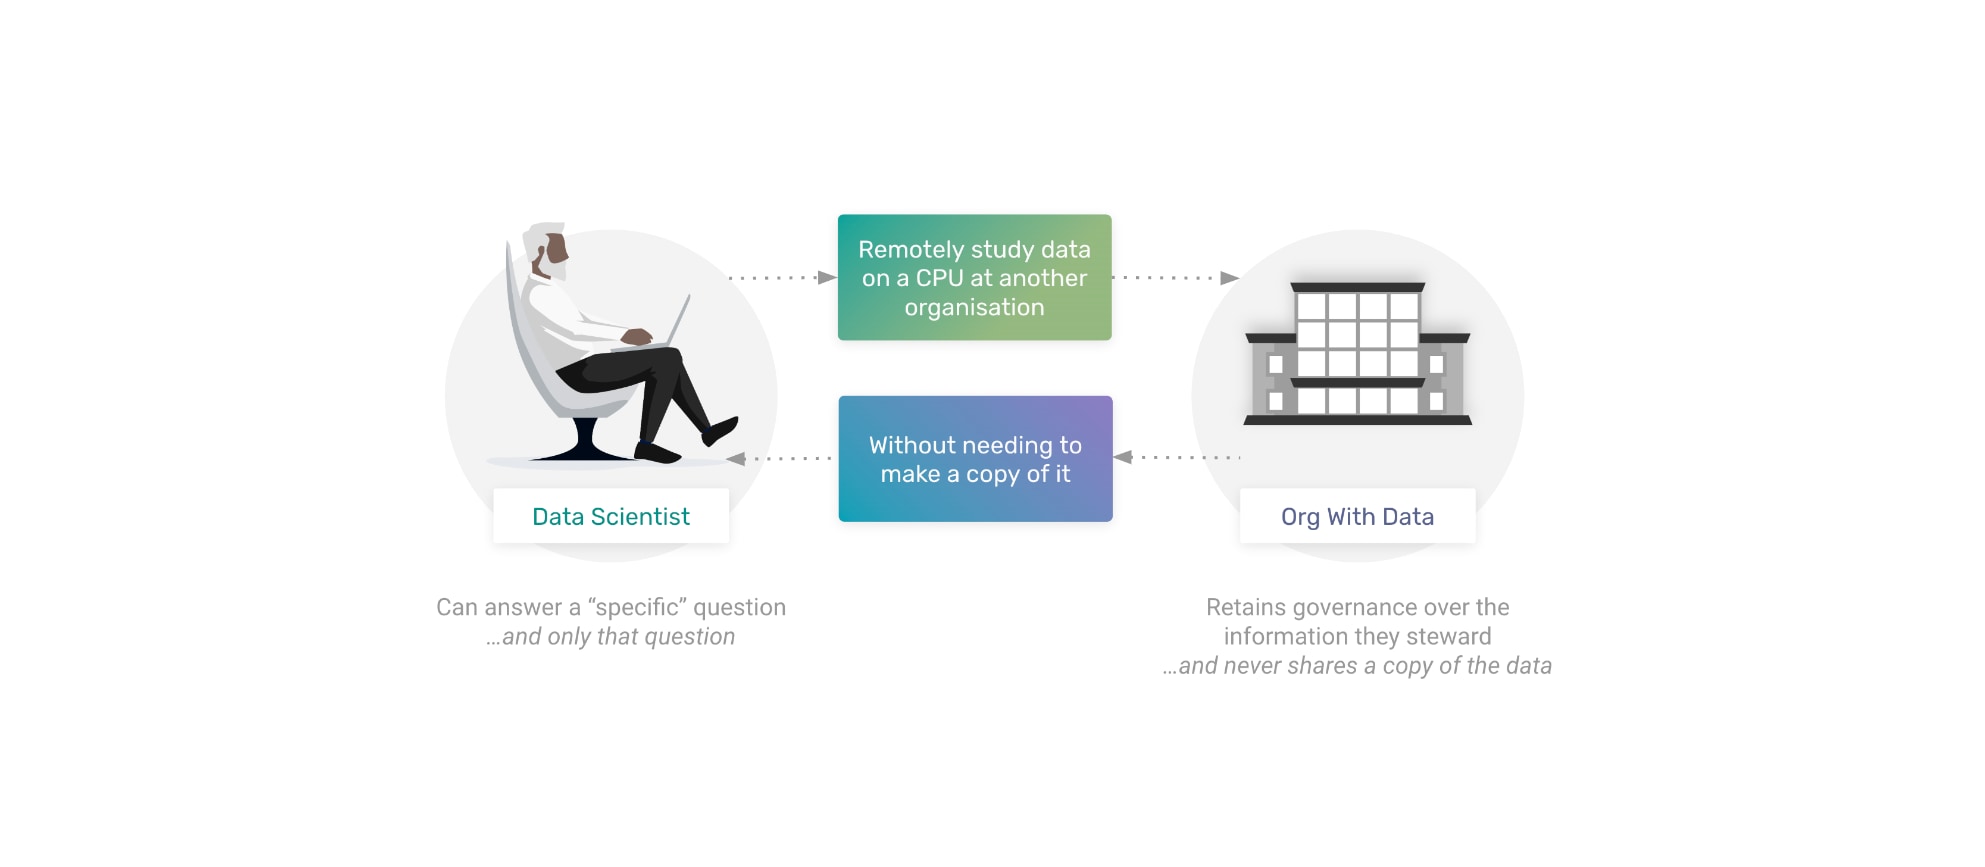 Remotely study data
on a CPU at another
organisation
Without needing to
make a copy of it
Data Scientist
Org With Data
Can answer a “specific” question
...and only that question
Retains governance over the
information they steward
...and never shares a copy of the data